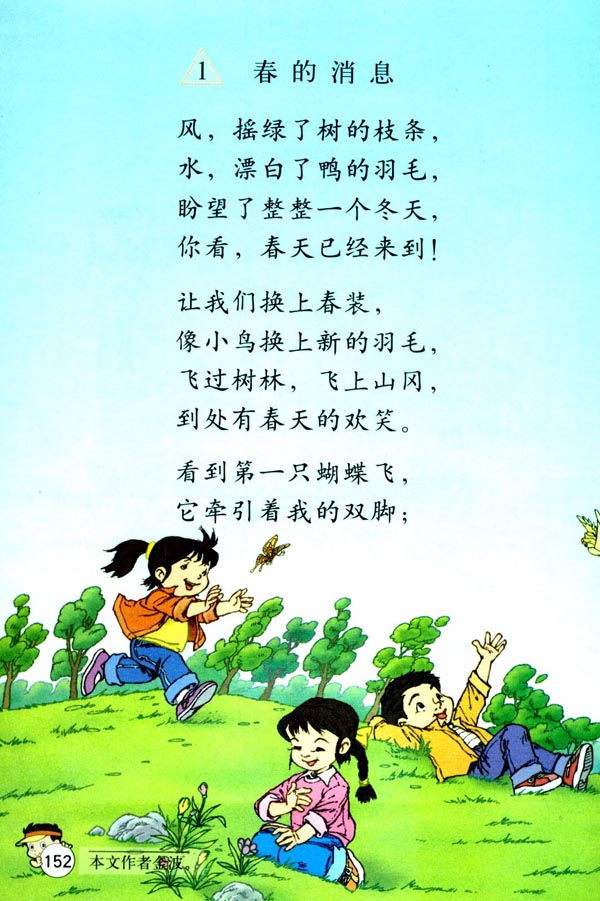 1 春的消息
风，摇绿了树的枝条，
水，漂白了鸭的羽毛，
盼望了整整一个冬天，
你看，春天已经来到！
让我们换上春装，
像小鸟换上新的羽毛，
飞过树林，飞上山冈，
到处有春天的欢笑。
看到第一只蝴蝶飞，
它牵引着我的双脚；
152 本文作者金波。